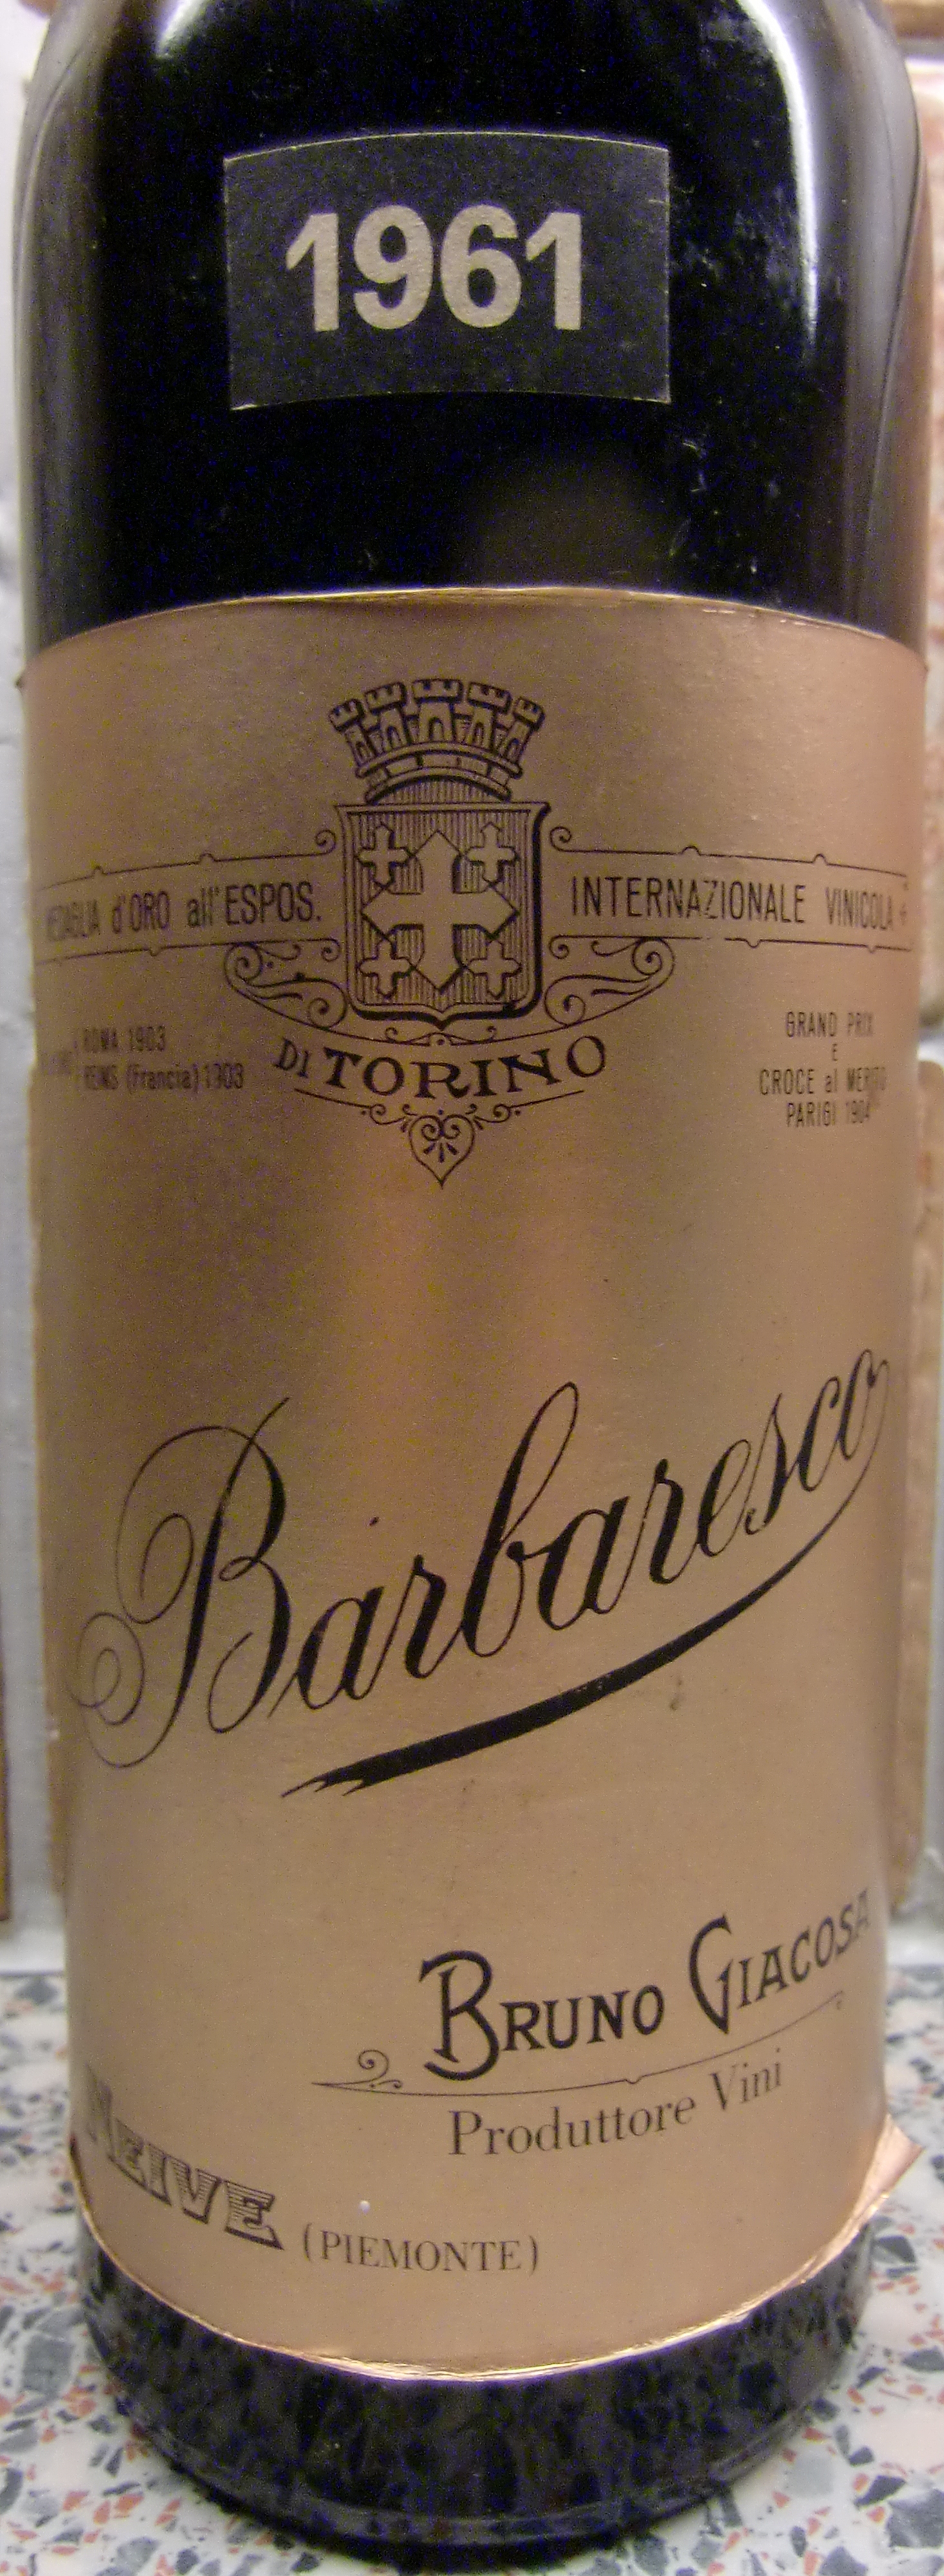 1961
MEDAGLIA d'ORO all' ESPOS. INTERNAZIONALE VINICOLA
DI TORINO
ROMA 1903
REIMS (Francia) 1903
GRAND PRIX
E
CROCE al MERITO
PARIGI 1904
Barbaresco
BRUNO GIACOSA
Produttore Vini
NEIVE (PIEMONTE)